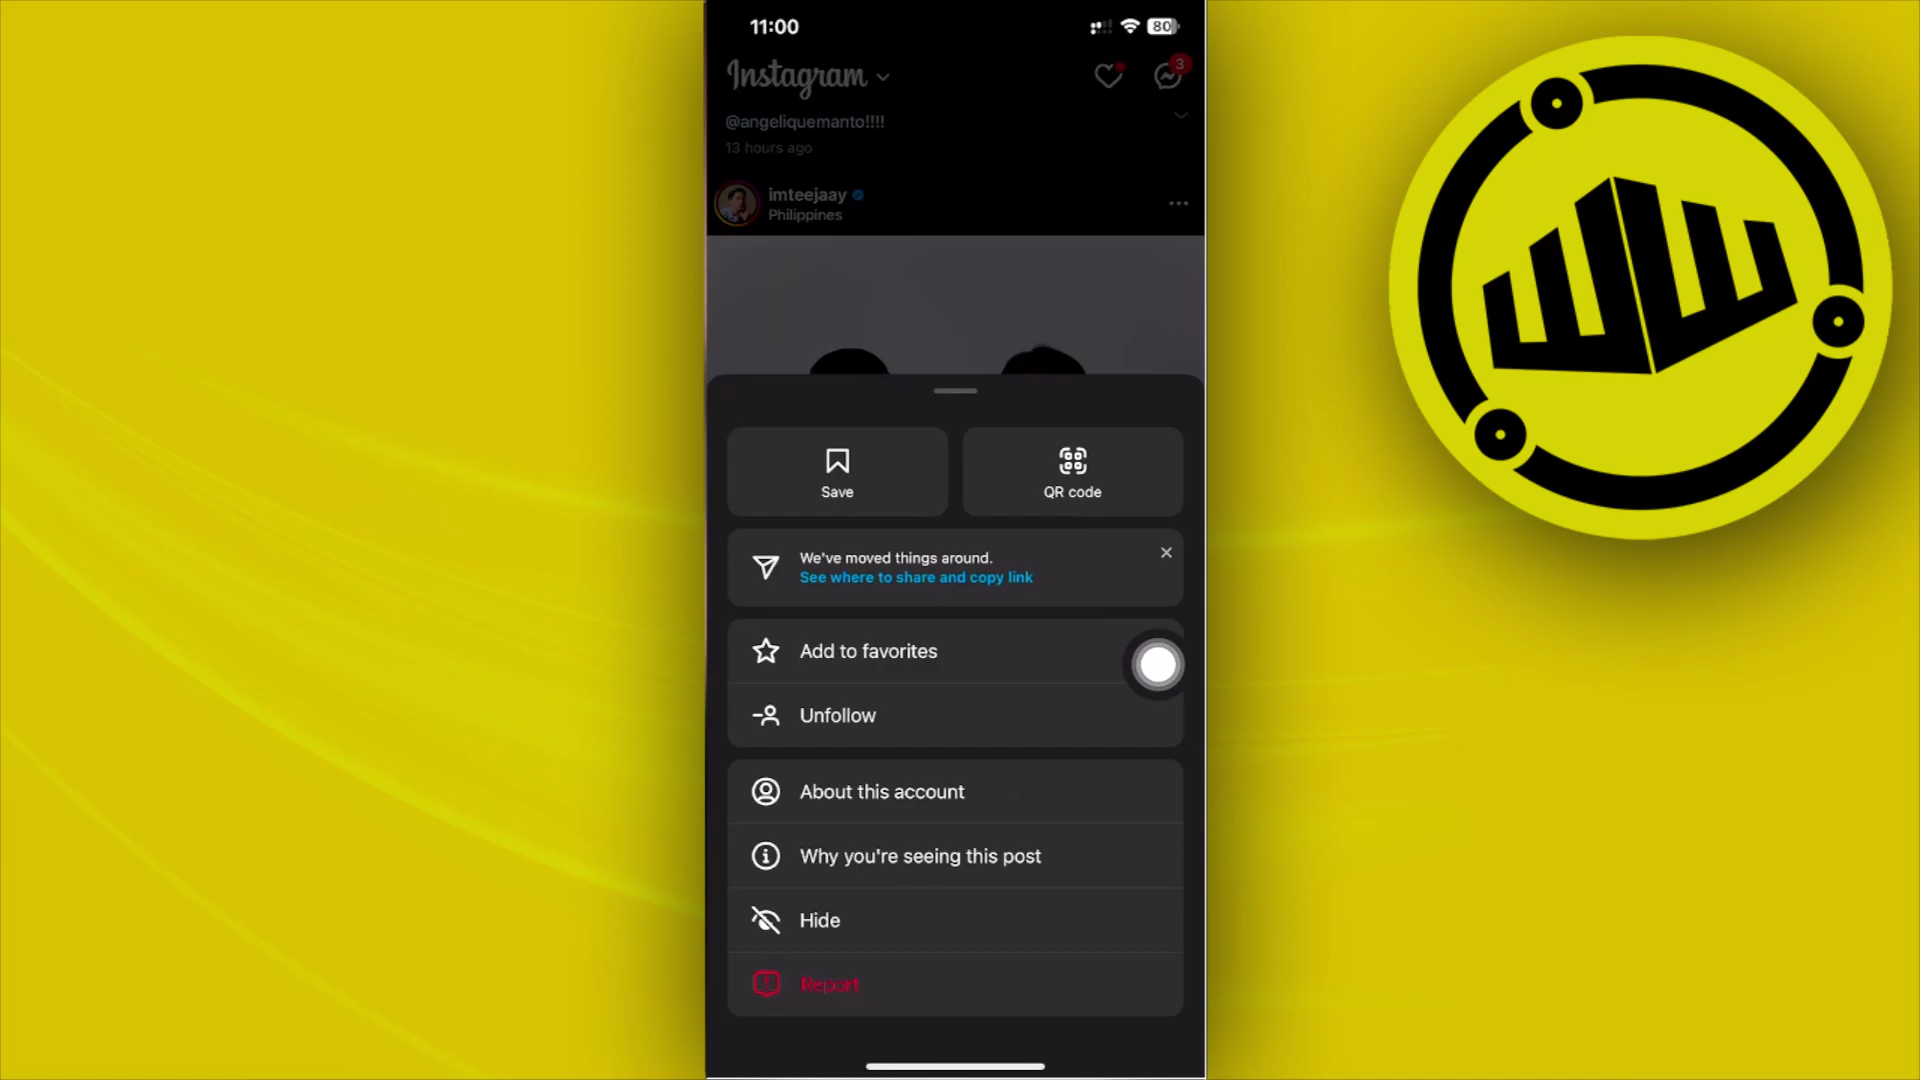 11:00
80
Instagram
3
@angeliquemanto!!!!
13 hours ago
imteejaay
Philippines
Save
QR code
We've moved things around.
See where to share and copy link
Add to favorites
Unfollow
About this account
Why you're seeing this post
Hide
Report